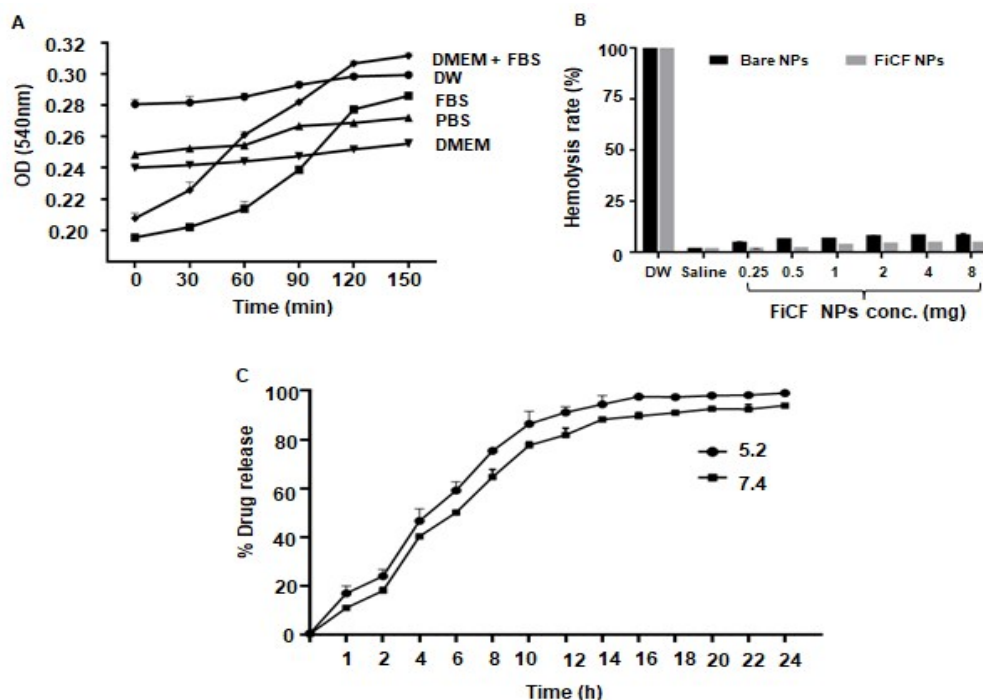 A
0.32
0.30
0.28
0.26
0.24
0.22
0.20
OD (540nm)
DMEM + FBS
DW
FBS
PBS
DMEM
0 30 60 90 120 150
Time (min)
B
100
75
50
25
0
Hemolysis rate (%)
Bare NPs FiCF NPs
DW Saline 0.25 0.5 1 2 4 8
FiCF NPs conc. (mg)
C
100
80
60
40
20
0
% Drug release
5.2
7.4
1 2 4 6 8 10 12 14 16 18 20 22 24
Time (h)